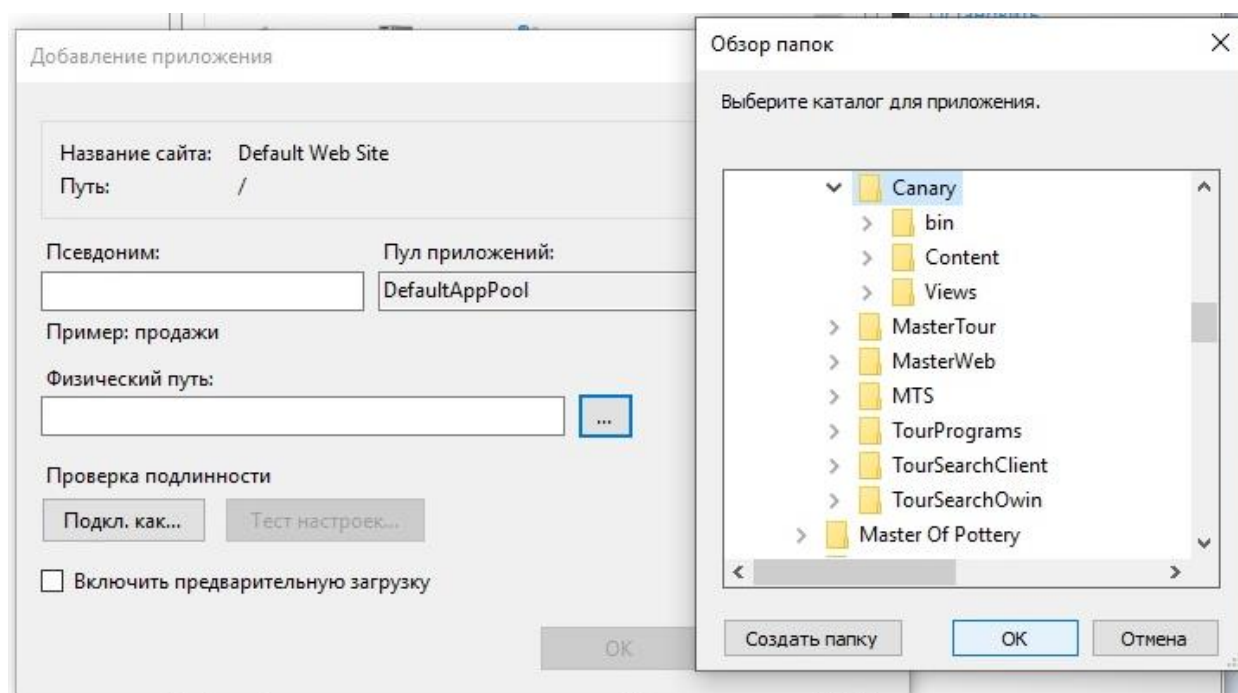 Остановить
Добавление приложения
Название сайта: Default Web Site
Путь: /
Псевдоним: Пул приложений:
DefaultAppPool
Пример: продажи
Физический путь:
...
Проверка подлинности
Подкл. как... Тест настроек...
Включить предварительную загрузку
OK
Обзор папок
Выберите каталог для приложения.
Canary
bin
Content
Views
MasterTour
MasterWeb
MTS
TourPrograms
TourSearchClient
TourSearchOwin
Master Of Pottery
Создать папку OK Отмена